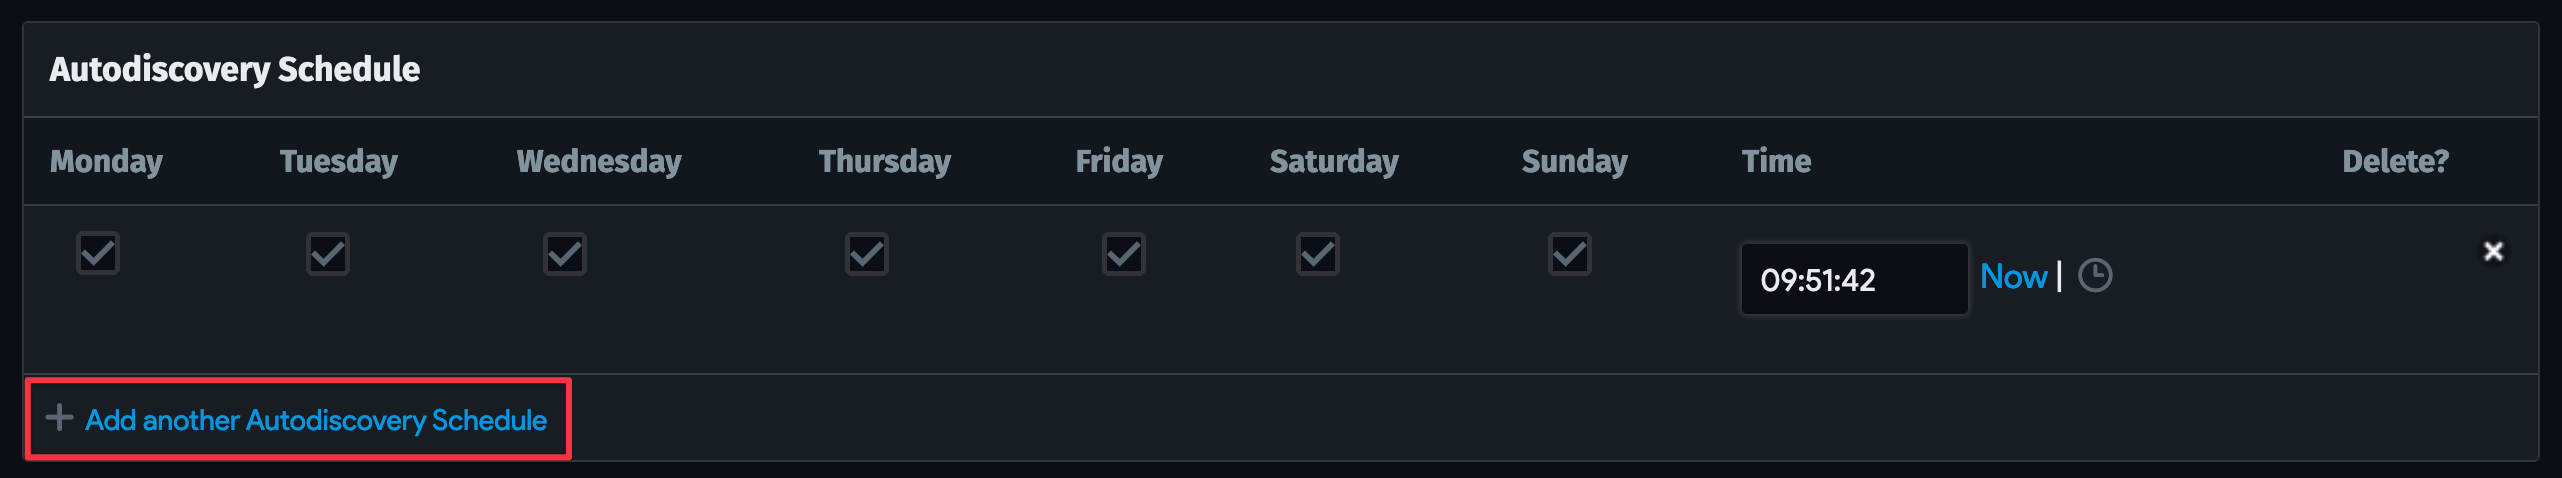 Autodiscovery Schedule
Monday Tuesday Wednesday Thursday Friday Saturday Sunday Time Delete?
09:51:42 Now |
Add another Autodiscovery Schedule